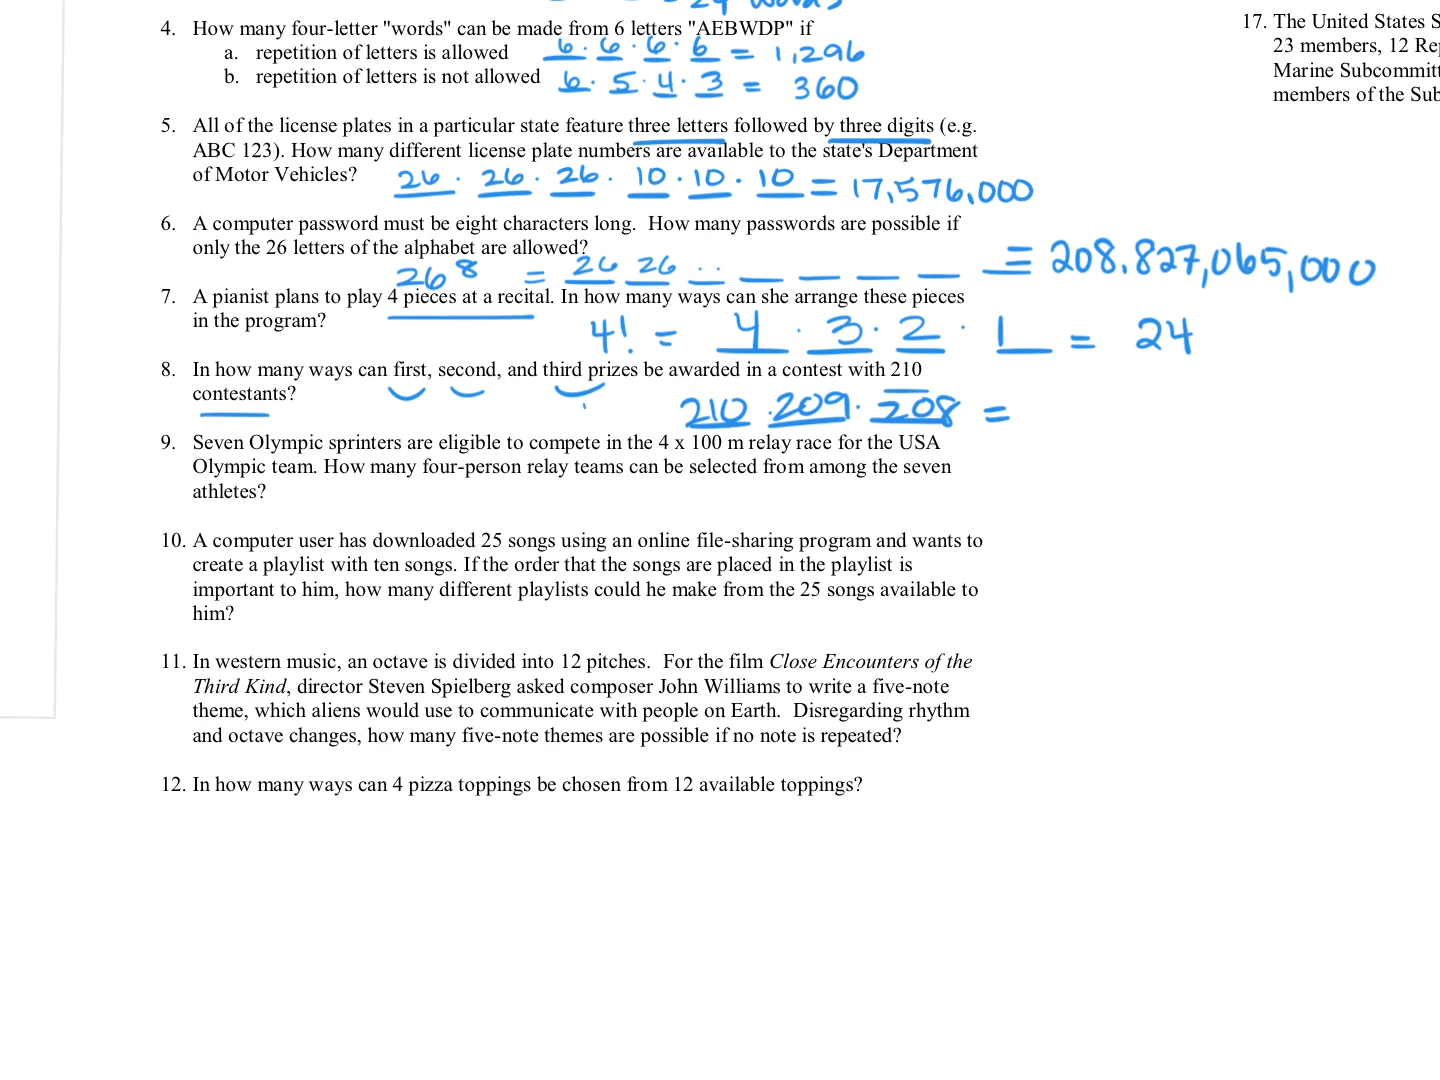 4. How many four-letter "words" can be made from 6 letters "AEBWDP" if
a. repetition of letters is allowed 6 · 6 · 6 · 6 = 1,296
b. repetition of letters is not allowed 6 · 5 · 4 · 3 = 360
5. All of the license plates in a particular state feature three letters followed by three digits (e.g.
ABC 123). How many different license plate numbers are available to the state's Department
of Motor Vehicles? 26 · 26 · 26 · 10 · 10 · 10 = 17,576,000
6. A computer password must be eight characters long. How many passwords are possible if
only the 26 letters of the alphabet are allowed?
26⁸ = 26 26 .. = 208,827,065,000
7. A pianist plans to play 4 pieces at a recital. In how many ways can she arrange these pieces
in the program? 4! = 4 · 3 · 2 · 1 = 24
8. In how many ways can first, second, and third prizes be awarded in a contest with 210
contestants? 210 · 209 · 208 =
9. Seven Olympic sprinters are eligible to compete in the 4 x 100 m relay race for the USA
Olympic team. How many four-person relay teams can be selected from among the seven
athletes?
10. A computer user has downloaded 25 songs using an online file-sharing program and wants to
create a playlist with ten songs. If the order that the songs are placed in the playlist is
important to him, how many different playlists could he make from the 25 songs available to
him?
11. In western music, an octave is divided into 12 pitches. For the film Close Encounters of the
Third Kind, director Steven Spielberg asked composer John Williams to write a five-note
theme, which aliens would use to communicate with people on Earth. Disregarding rhythm
and octave changes, how many five-note themes are possible if no note is repeated?
12. In how many ways can 4 pizza toppings be chosen from 12 available toppings?
17. The United States S
23 members, 12 Re
Marine Subcommit
members of the Sub